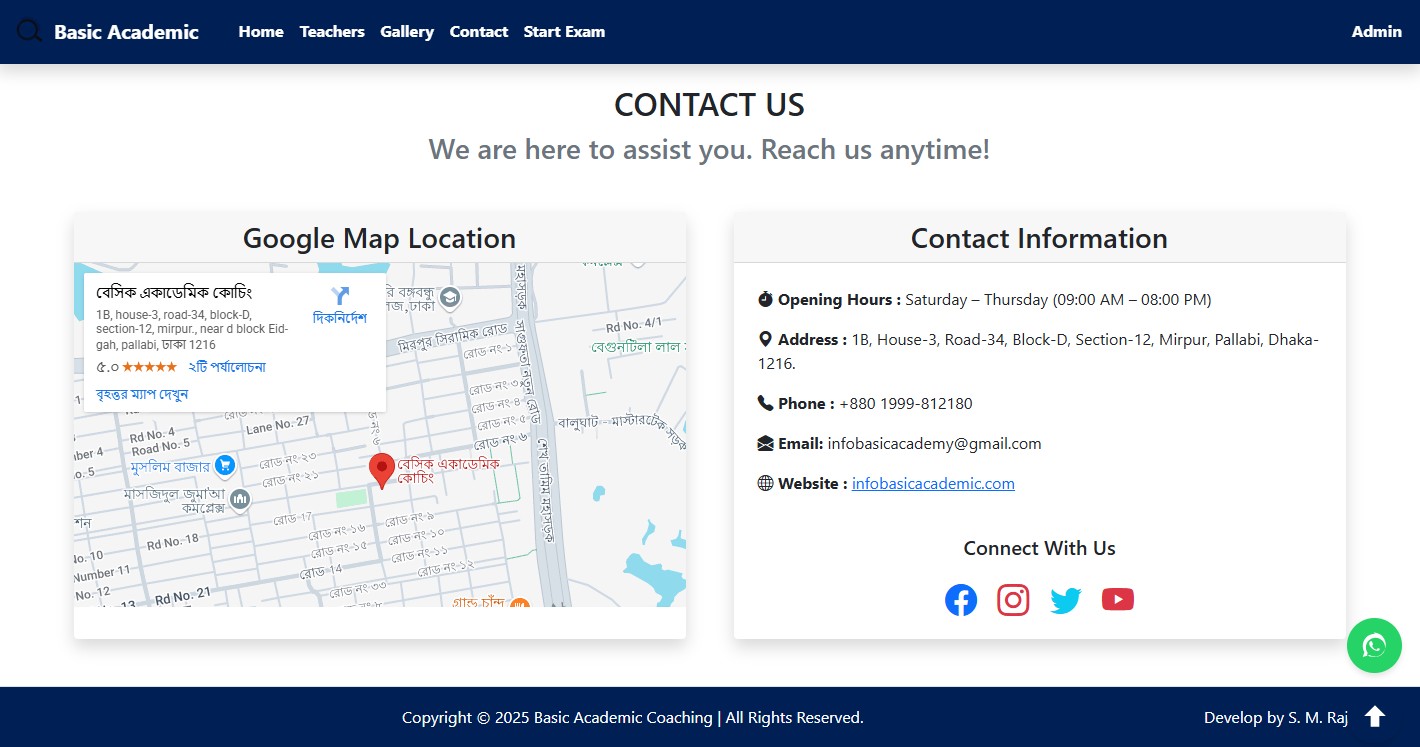 Basic Academic
Home Teachers Gallery Contact Start Exam
Admin
CONTACT US
We are here to assist you. Reach us anytime!
Google Map Location
বেসিক একাডেমিক কোচিং
1B, house-3, road-34, block-D,
section-12, mirpur., near d block Eid-
gah, pallabi, ঢাকা 1216
দিকনির্দেশ
৫.০ ২টি পর্যালোচনা
বৃহত্তর ম্যাপ দেখুন
রি বঙ্গবন্ধু
মিরপুর সিরামিক রোড
রোড নং-১
Rd No. 4/1
বেগুনটিলা লাল
রোড নং-৪
রোড নং-৫
রোড নং ৬
Lane No. 27
Rd No. 4
Road No. 5
মুসলিম বাজার
রোড নং-২৩
রোড নং-২১
মাসজিদুল জুমা'আ
কমপ্লেক্স
বেসিক একাডেমিক
কোচিং
রোড 17
রোড নং-৯
রোড নং-১৬
রোড নং-১০
Rd No. 18
রোড নং-১৫
রোড নং-১১
রোড 14
রোড নং-১২
No. 10
Number 11
No. 12
Rd No. 21
রোড নং-৩৩
গ্রান্ড চাঁদ
Contact Information
Opening Hours : Saturday – Thursday (09:00 AM – 08:00 PM)
Address : 1B, House-3, Road-34, Block-D, Section-12, Mirpur, Pallabi, Dhaka-
1216.
Phone : +880 1999-812180
Email: infobasicacademy@gmail.com
Website : infobasicacademic.com
Connect With Us
Copyright © 2025 Basic Academic Coaching | All Rights Reserved.
Develop by S. M. Raj